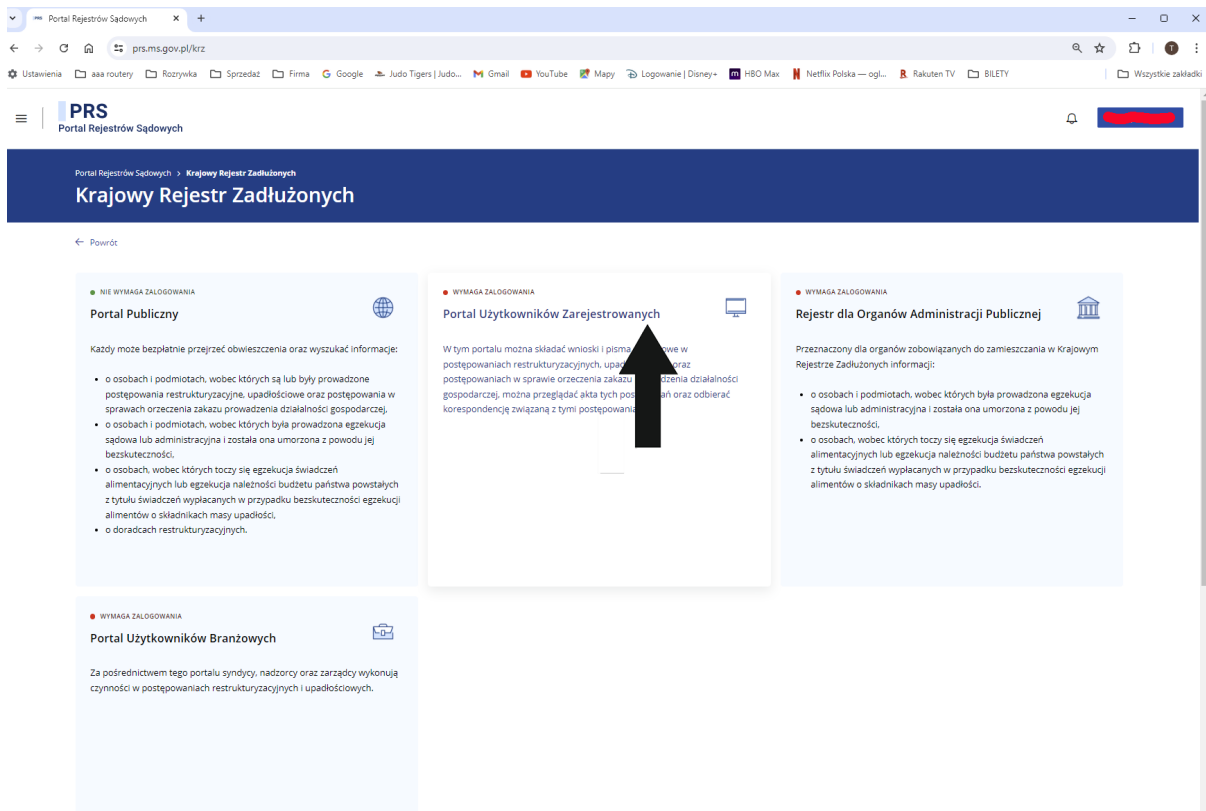 Portal Rejestrów Sądowych
prs.ms.gov.pl/krz
Ustawienia aaa routery Rozrywka Sprzedaż Firma Google Judo Tigers | Judo... Gmail YouTube Mapy Logowanie | Disney+ HBO Max Netflix Polska — ogl... Rakuten TV BILETY Wszystkie zakładki
PRS
Portal Rejestrów Sądowych
Portal Rejestrów Sądowych > Krajowy Rejestr Zadłużonych
Krajowy Rejestr Zadłużonych
Powrót
NIE WYMAGA ZALOGOWANIA
Portal Publiczny
Każdy może bezpłatnie przejrzeć obwieszczenia oraz wyszukać informacje:
• o osobach i podmiotach, wobec których są lub były prowadzone
postępowania restrukturyzacyjne, upadłościowe oraz postępowania w
sprawach orzeczenia zakazu prowadzenia działalności gospodarczej,
• o osobach i podmiotach, wobec których była prowadzona egzekucja
sądowa lub administracyjna i została ona umorzona z powodu jej
bezskuteczności,
• o osobach, wobec których toczy się egzekucja świadczeń
alimentacyjnych lub egzekucja należności budżetu państwa powstałych
z tytułu świadczeń wypłacanych w przypadku bezskuteczności egzekucji
alimentów o składnikach masy upadłości,
• o doradcach restrukturyzacyjnych.
WYMAGA ZALOGOWANIA
Portal Użytkowników Zarejestrowanych
W tym portalu można składać wnioski i pisma owe w
postępowaniach restrukturyzacyjnych, oraz
postępowaniach w sprawie orzeczenia zakazu działalności
gospodarczej, można przeglądać akta tych oraz odbierać
korespondencję związaną z tymi
WYMAGA ZALOGOWANIA
Rejestr dla Organów Administracji Publicznej
Przeznaczony dla organów zobowiązanych do zamieszczania w Krajowym
Rejestrze Zadłużonych informacji:
• o osobach i podmiotach, wobec których była prowadzona egzekucja
sądowa lub administracyjna i została ona umorzona z powodu jej
bezskuteczności,
• o osobach, wobec których toczy się egzekucja świadczeń
alimentacyjnych lub egzekucja należności budżetu państwa powstałych
z tytułu świadczeń wypłacanych w przypadku bezskuteczności egzekucji
alimentów o składnikach masy upadłości.
WYMAGA ZALOGOWANIA
Portal Użytkowników Branżowych
Za pośrednictwem tego portalu syndycy, nadzorcy oraz zarządcy wykonują
czynności w postępowaniach restrukturyzacyjnych i upadłościowych.